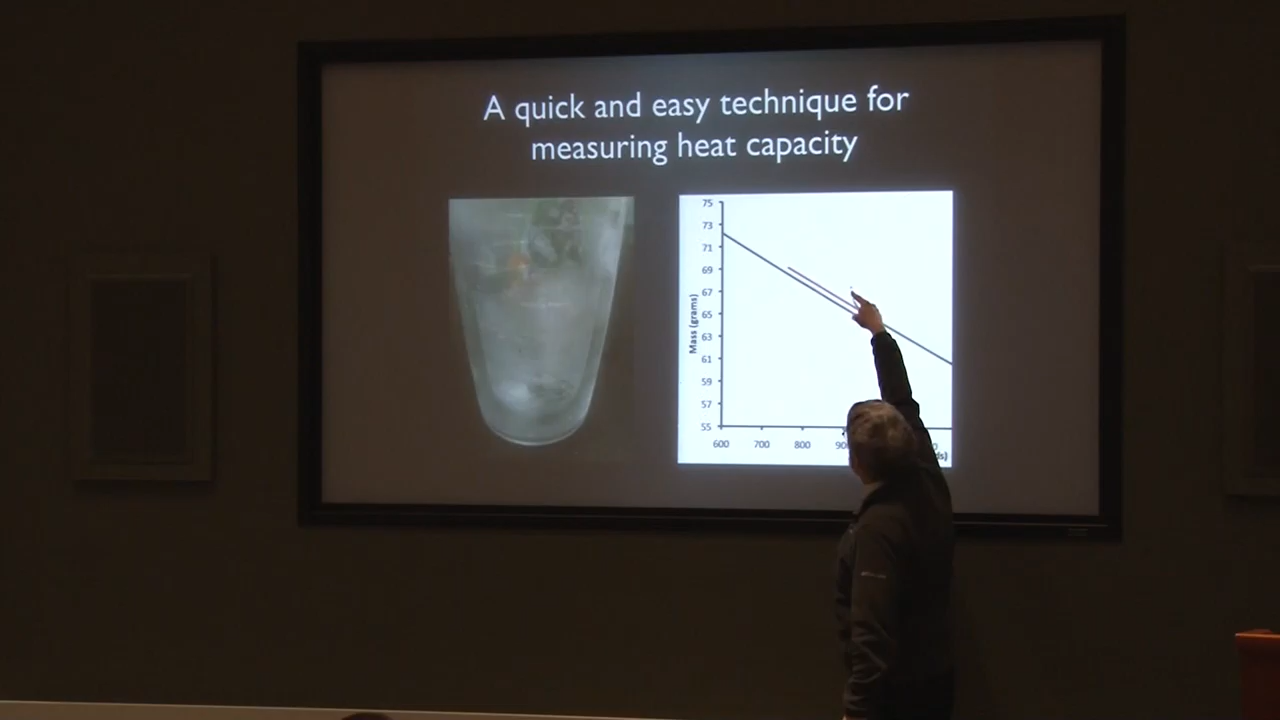 A quick and easy technique for
measuring heat capacity
75
73
71
69
67
65
63
61
59
57
55
Mass (grams)
600 700 800
ds)